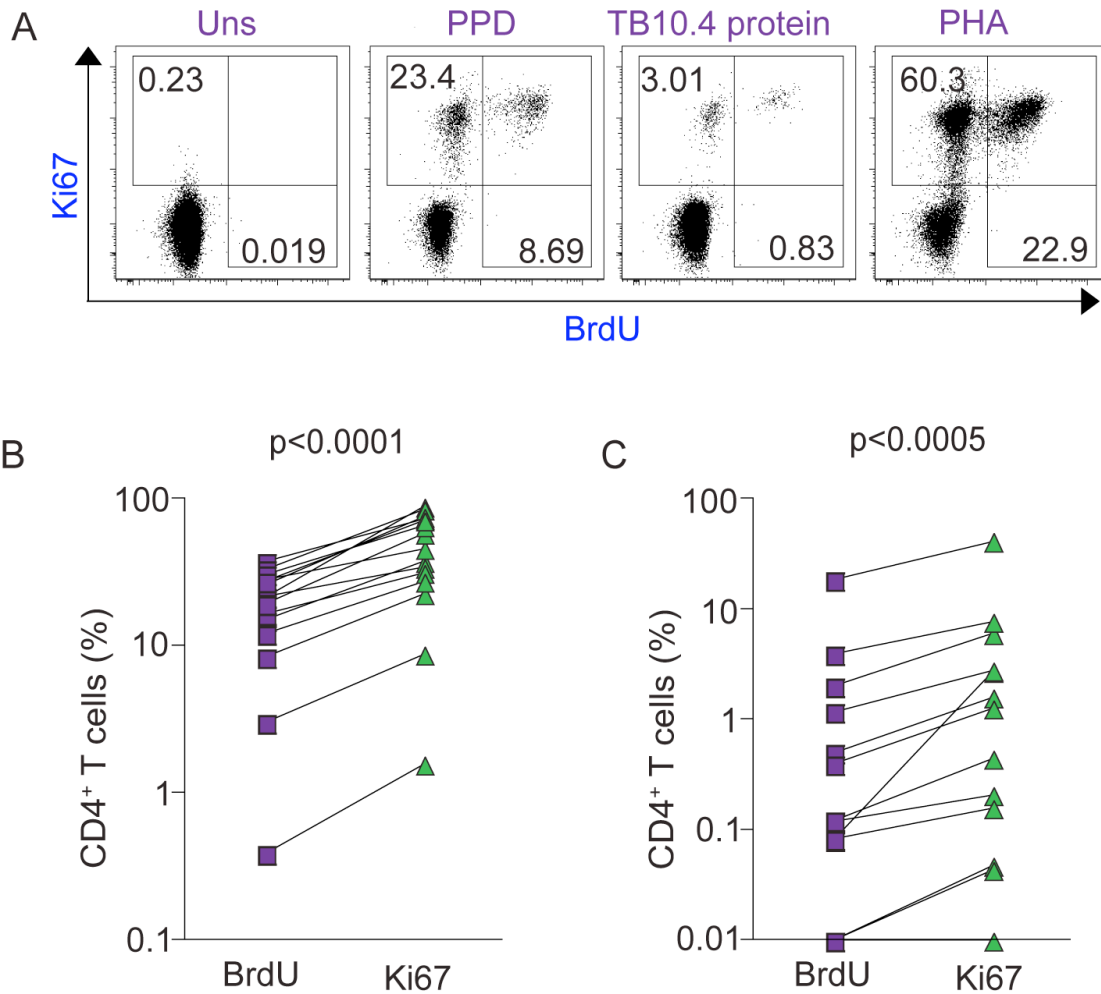 A
Uns PPD TB10.4 protein PHA
Ki67
0.23 23.4 3.01 60.3
0.019 8.69 0.83 22.9
BrdU
B
p<0.0001
CD4+ T cells (%)
100
10
1
0.1
BrdU Ki67
C
p<0.0005
CD4+ T cells (%)
100
10
1
0.1
0.01
BrdU Ki67